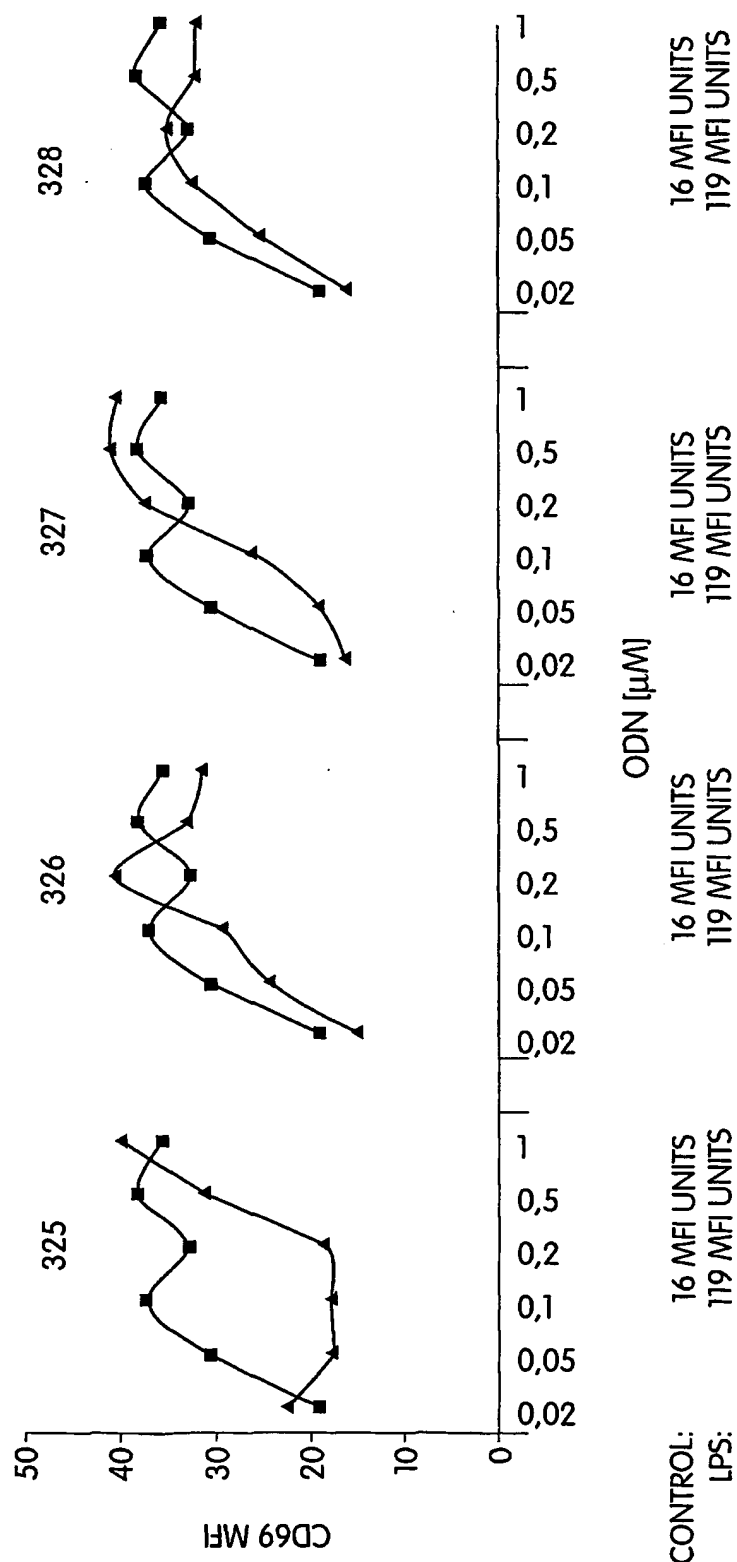 325
326
327
328
50
40
30
20
10
0
CD69 MFI
0,02 0,05 0,1 0,2 0,5 1
0,02 0,05 0,1 0,2 0,5 1
0,02 0,05 0,1 0,2 0,5 1
0,02 0,05 0,1 0,2 0,5 1
ODN [µM]
CONTROL: 16 MFI UNITS 16 MFI UNITS 16 MFI UNITS 16 MFI UNITS
LPS: 119 MFI UNITS 119 MFI UNITS 119 MFI UNITS 119 MFI UNITS